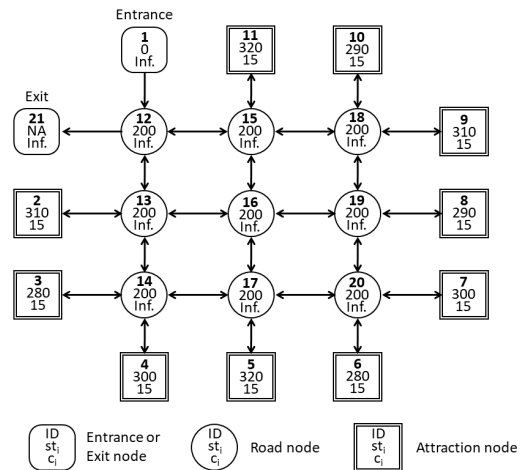 Entrance
1
0
Inf.
11
320
15
10
290
15
Exit
21
NA
Inf.
12
200
Inf.
15
200
Inf.
18
200
Inf.
9
310
15
2
310
15
13
200
Inf.
16
200
Inf.
19
200
Inf.
8
290
15
3
280
15
14
200
Inf.
17
200
Inf.
20
200
Inf.
7
300
15
4
300
15
5
320
15
6
280
15
ID
stᵢ
cᵢ
Entrance or
Exit node
ID
stᵢ
cᵢ
Road node
ID
stᵢ
cᵢ
Attraction node